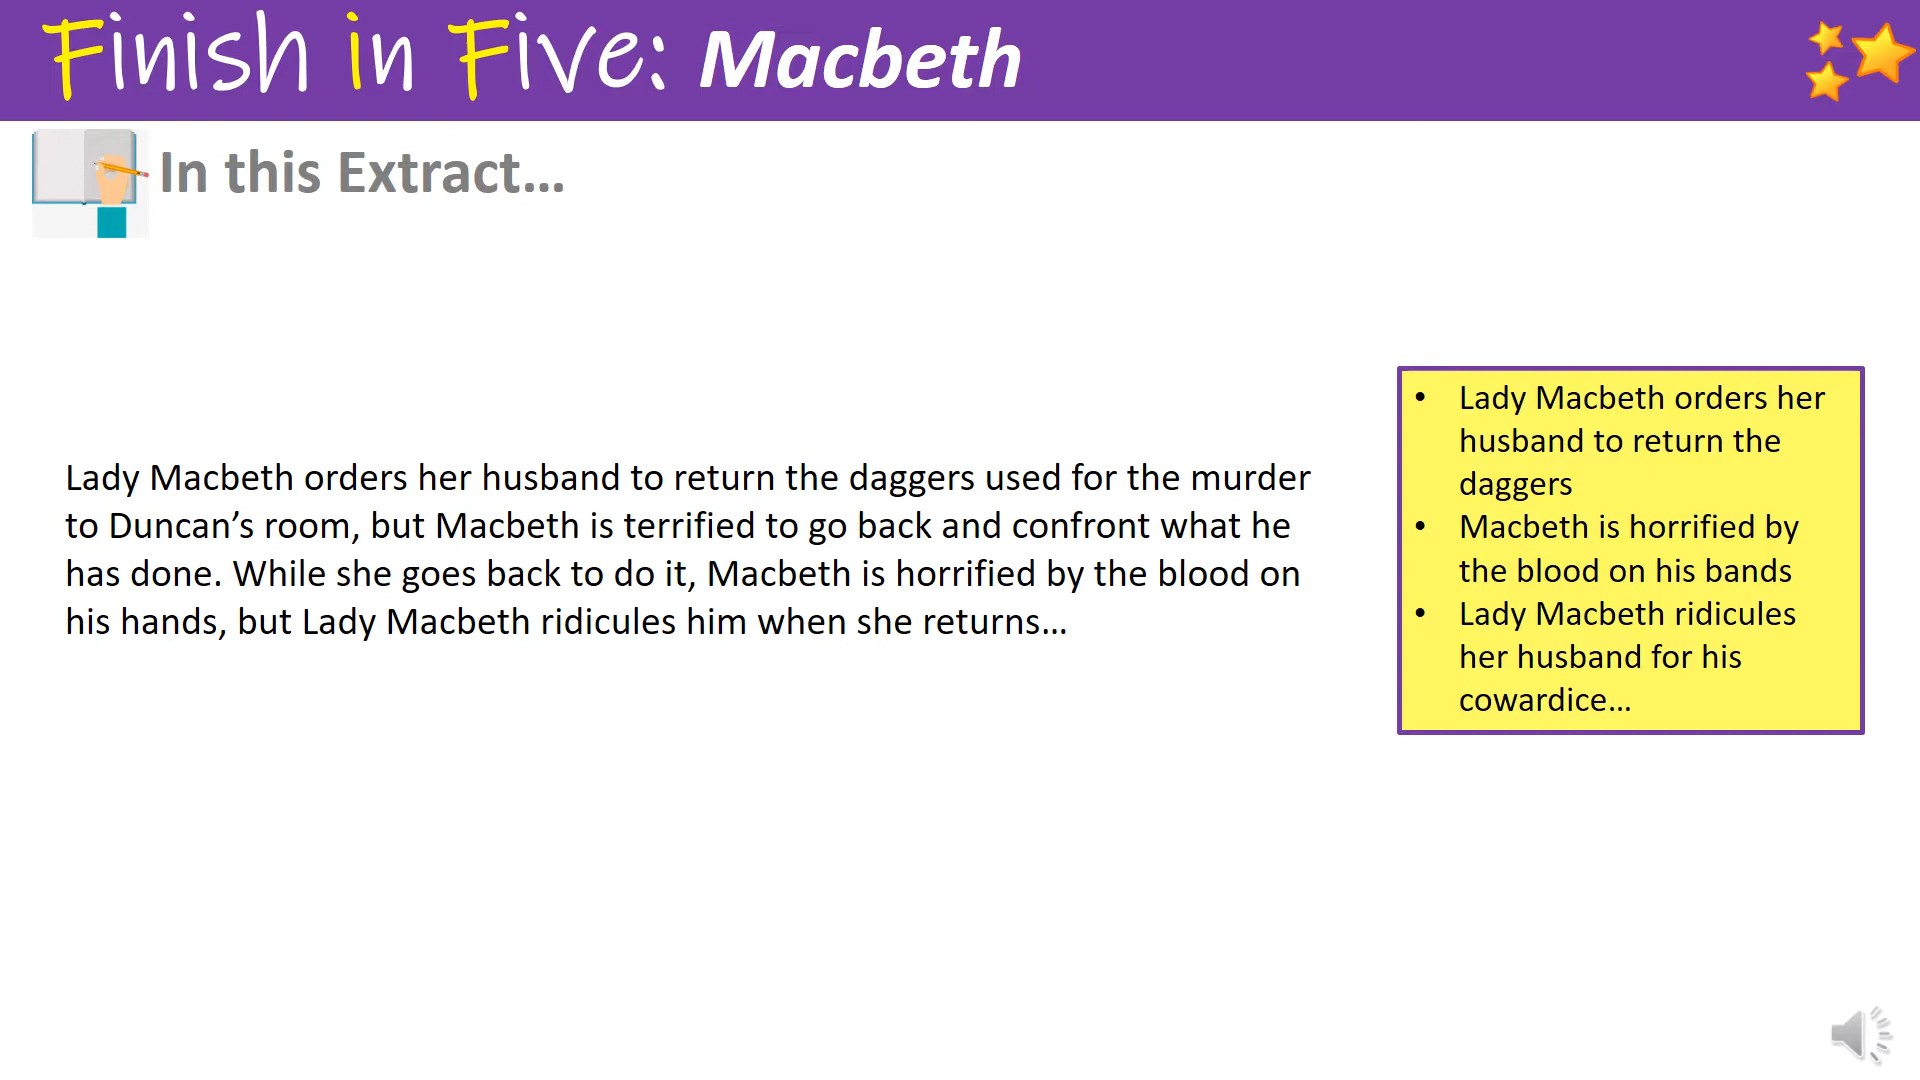 Finish in Five: Macbeth
In this Extract...
Lady Macbeth orders her husband to return the daggers used for the murder
to Duncan’s room, but Macbeth is terrified to go back and confront what he
has done. While she goes back to do it, Macbeth is horrified by the blood on
his hands, but Lady Macbeth ridicules him when she returns...
• Lady Macbeth orders her
husband to return the
daggers
• Macbeth is horrified by
the blood on his bands
• Lady Macbeth ridicules
her husband for his
cowardice...